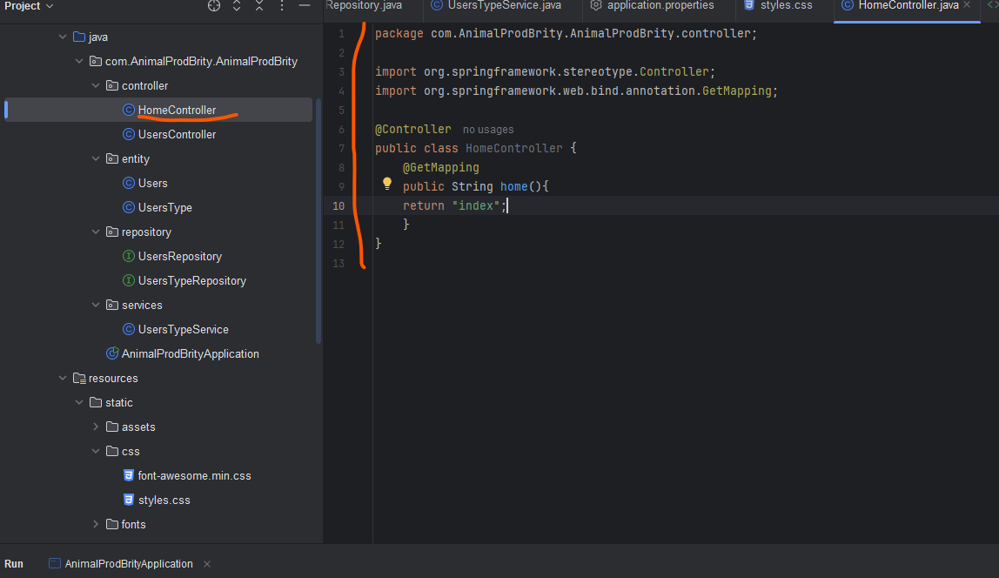 Project
Repository.java
UsersTypeService.java
application.properties
styles.css
HomeController.java
java
com.AnimalProdBrity.AnimalProdBrity
controller
HomeController
UsersController
entity
Users
UsersType
repository
UsersRepository
UsersTypeRepository
services
UsersTypeService
AnimalProdBrityApplication
resources
static
assets
css
font-awesome.min.css
styles.css
fonts
1 package com.AnimalProdBrity.AnimalProdBrity.controller;
2
3 import org.springframework.stereotype.Controller;
4 import org.springframework.web.bind.annotation.GetMapping;
5
6 @Controller no usages
7 public class HomeController {
8 @GetMapping
9 public String home(){
10 return "index";
11 }
12 }
13
Run AnimalProdBrityApplication